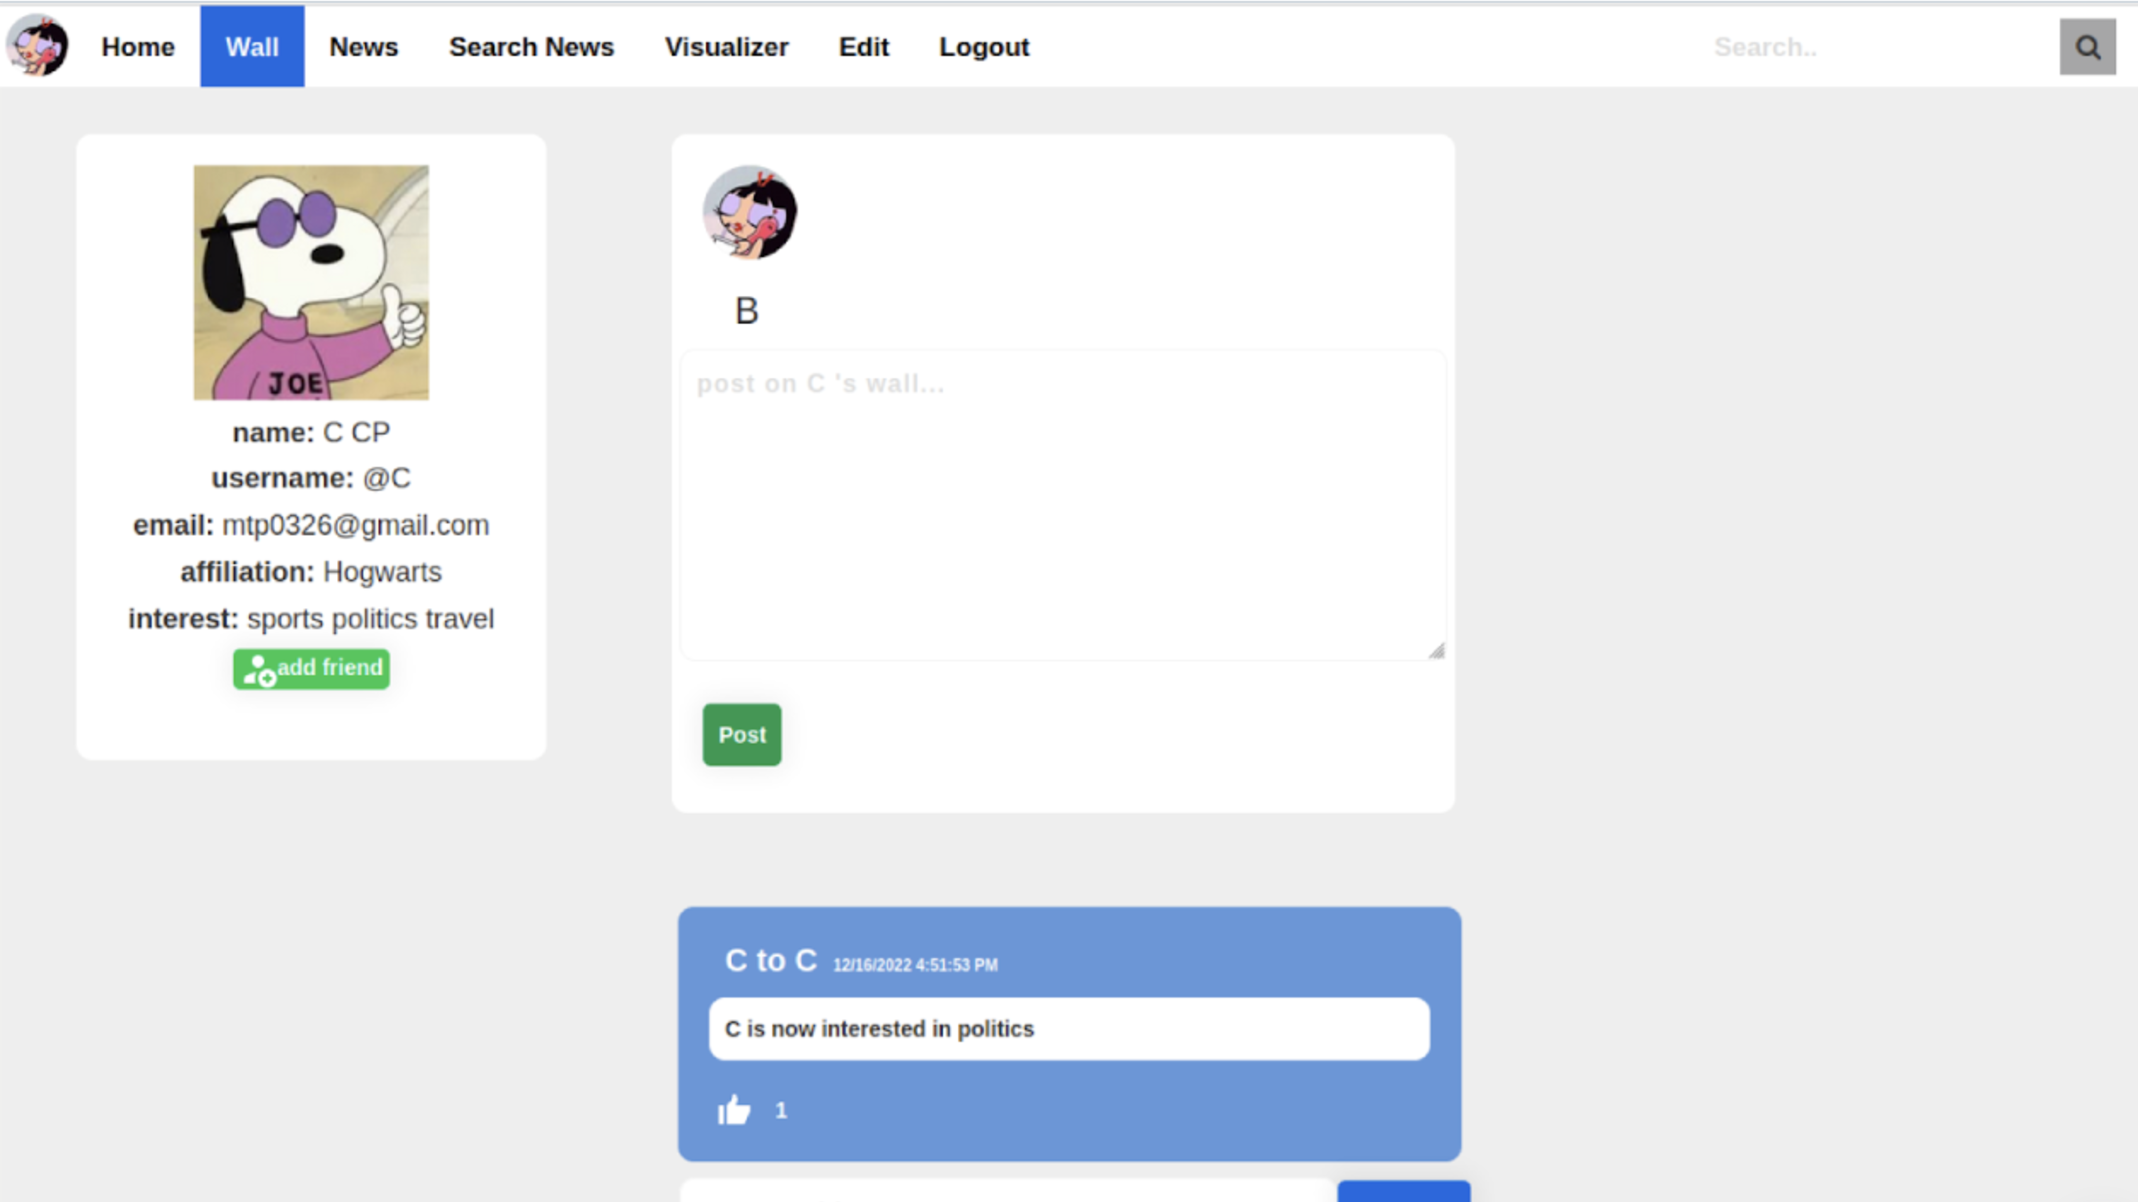 Home Wall News Search News Visualizer Edit Logout Search..
JOE
name: C CP
username: @C
email: mtp0326@gmail.com
affiliation: Hogwarts
interest: sports politics travel
add friend
B
post on C 's wall...
Post
C to C 12/16/2022 4:51:53 PM
C is now interested in politics
1